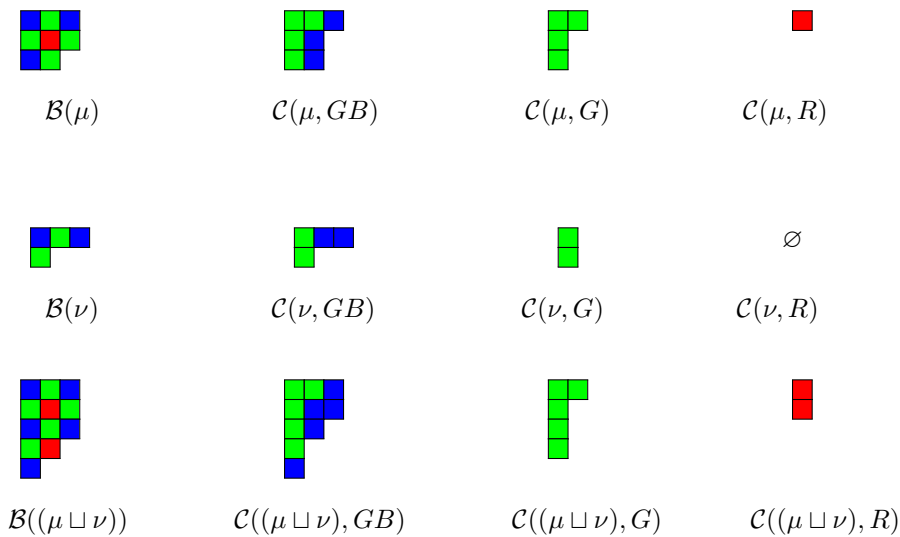 ℬ(μ) 𝒞(μ, GB) 𝒞(μ, G) 𝒞(μ, R)
∅
ℬ(ν) 𝒞(ν, GB) 𝒞(ν, G) 𝒞(ν, R)
ℬ((μ ⊔ ν)) 𝒞((μ ⊔ ν), GB) 𝒞((μ ⊔ ν), G) 𝒞((μ ⊔ ν), R)